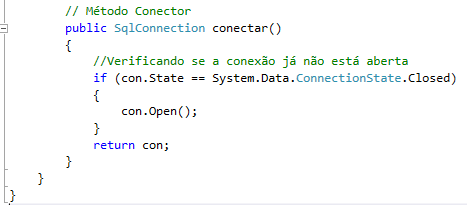 // Método Conector
public SqlConnection conectar()
{
//Verificando se a conexão já não está aberta
if (con.State == System.Data.ConnectionState.Closed)
{
con.Open();
}
return con;
}
}
}